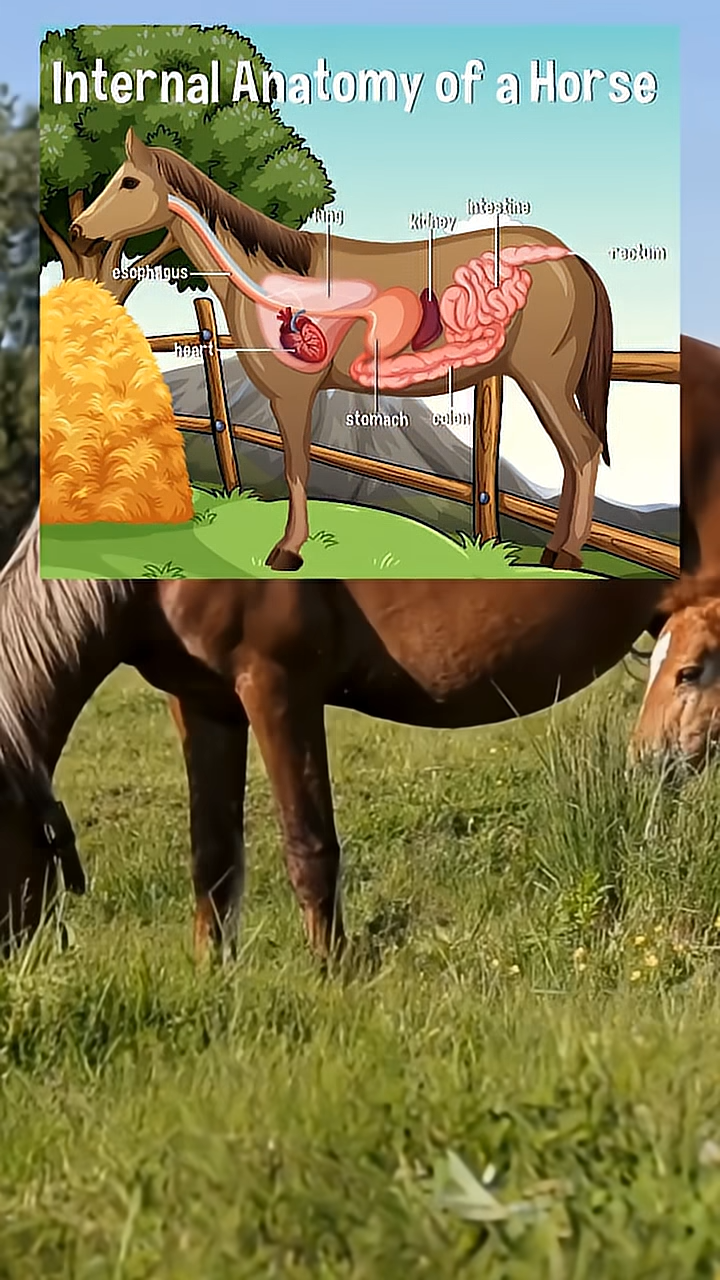 Internal Anatomy of a Horse
lung
kidney
intestine
rectum
esophagus
heart
stomach
colon